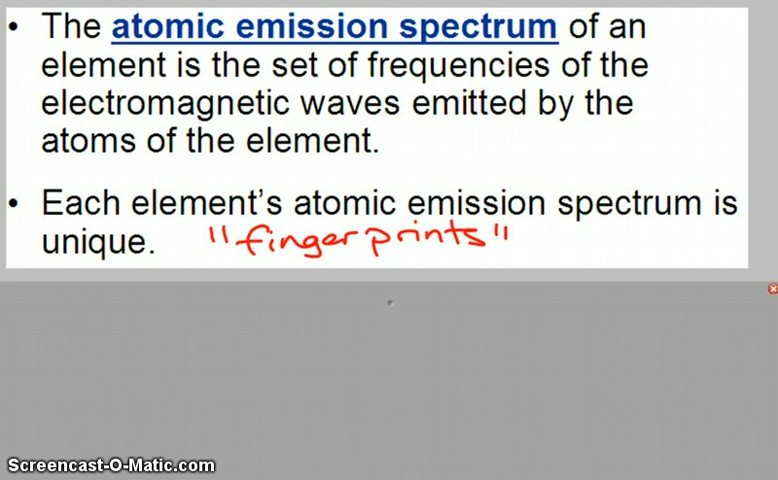 • The atomic emission spectrum of an
element is the set of frequencies of the
electromagnetic waves emitted by the
atoms of the element.
• Each element’s atomic emission spectrum is
unique. "fingerprints"
Screencast-O-Matic.com